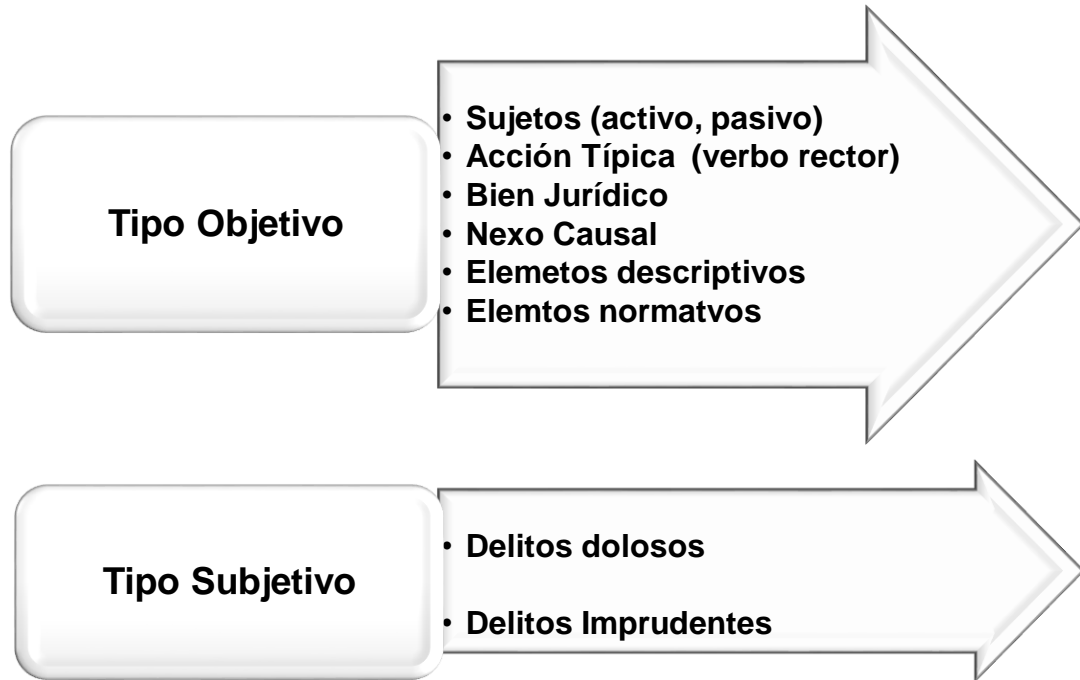 Tipo Objetivo
• Sujetos (activo, pasivo)
• Acción Típica (verbo rector)
• Bien Jurídico
• Nexo Causal
• Elemetos descriptivos
• Elemtos normatvos
Tipo Subjetivo
• Delitos dolosos
• Delitos Imprudentes